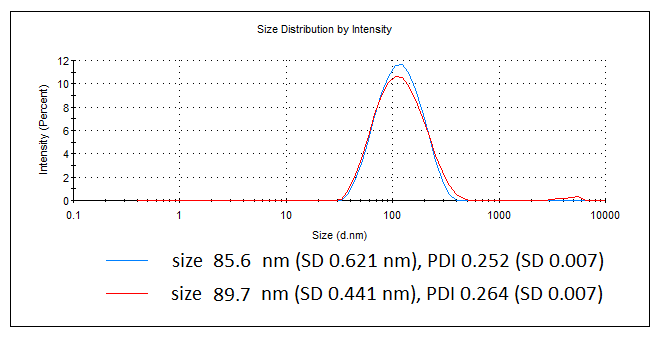 Size Distribution by Intensity
12
10
8
6
4
2
0
Intensity (Percent)
0.1 1 10 100 1000 10000
Size (d.nm)
size 85.6 nm (SD 0.621 nm), PDI 0.252 (SD 0.007)
size 89.7 nm (SD 0.441 nm), PDI 0.264 (SD 0.007)